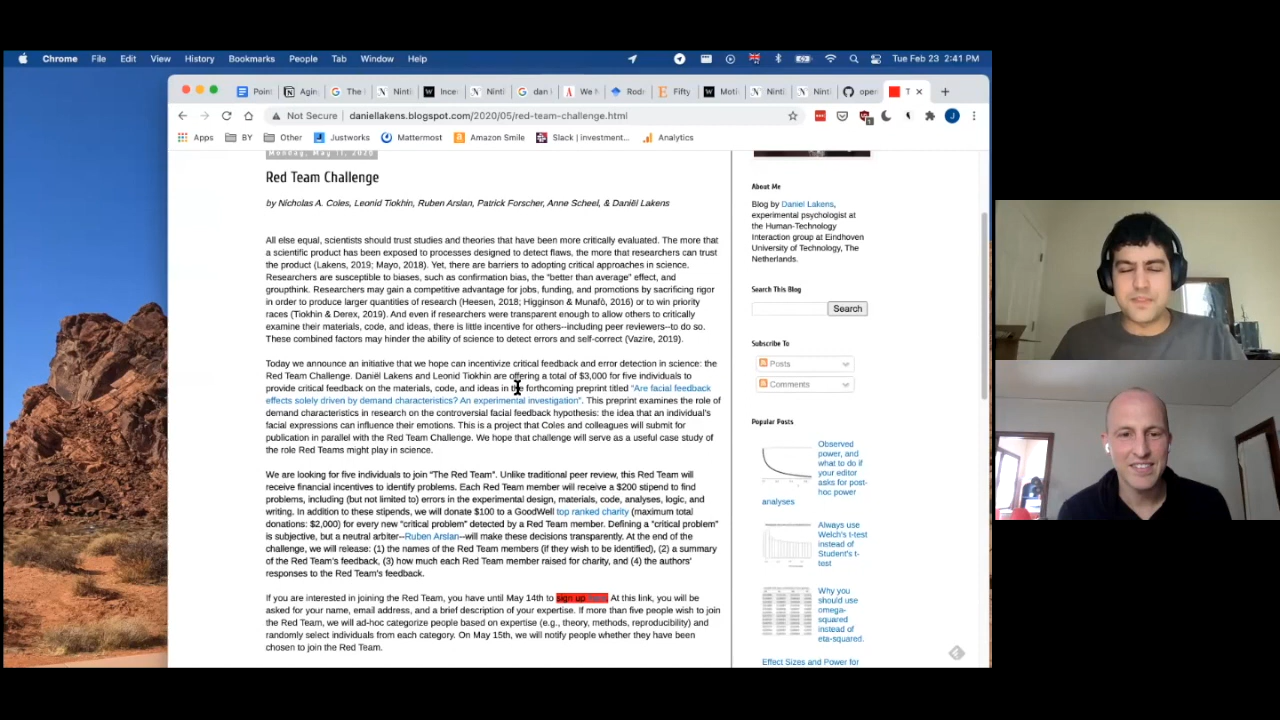 Chrome File Edit View History Bookmarks People Tab Window Help Tue Feb 23 2:41 PM
Poin Agin The Ninti Ince Ninti dan We N Rodr Fifty Moti Ninti Ninti oper T
Not Secure daniellakens.blogspot.com/2020/05/red-team-challenge.html
Apps BY Other Justworks Mattermost Amazon Smile Slack | investment... Analytics
Monday, May 11, 2020
Red Team Challenge
by Nicholas A. Coles, Leonid Tiokhin, Ruben Arslan, Patrick Forscher, Anne Scheel, & Daniël Lakens
All else equal, scientists should trust studies and theories that have been more critically evaluated. The more that
a scientific product has been exposed to processes designed to detect flaws, the more that researchers can trust
the product (Lakens, 2019; Mayo, 2018). Yet, there are barriers to adopting critical approaches in science.
Researchers are susceptible to biases, such as confirmation bias, the "better than average" effect, and
groupthink. Researchers may gain a competitive advantage for jobs, funding, and promotions by sacrificing rigor
in order to produce larger quantities of research (Heesen, 2018; Higginson & Munafò, 2016) or to win priority
races (Tiokhin & Derex, 2019). And even if researchers were transparent enough to allow others to critically
examine their materials, code, and ideas, there is little incentive for others--including peer reviewers--to do so.
These combined factors may hinder the ability of science to detect errors and self-correct (Vazire, 2019).
Today we announce an initiative that we hope can incentivize critical feedback and error detection in science: the
Red Team Challenge. Daniël Lakens and Leonid Tiokhin are offering a total of $3,000 for five individuals to
provide critical feedback on the materials, code, and ideas in the forthcoming preprint titled "Are facial feedback
effects solely driven by demand characteristics? An experimental investigation". This preprint examines the role of
demand characteristics in research on the controversial facial feedback hypothesis: the idea that an individual's
facial expressions can influence their emotions. This is a project that Coles and colleagues will submit for
publication in parallel with the Red Team Challenge. We hope that challenge will serve as a useful case study of
the role Red Teams might play in science.
We are looking for five individuals to join "The Red Team". Unlike traditional peer review, this Red Team will
receive financial incentives to identify problems. Each Red Team member will receive a $200 stipend to find
problems, including (but not limited to) errors in the experimental design, materials, code, analyses, logic, and
writing. In addition to these stipends, we will donate $100 to a GoodWell top ranked charity (maximum total
donations: $2,000) for every new "critical problem" detected by a Red Team member. Defining a "critical problem"
is subjective, but a neutral arbiter--Ruben Arslan--will make these decisions transparently. At the end of the
challenge, we will release: (1) the names of the Red Team members (if they wish to be identified), (2) a summary
of the Red Team's feedback, (3) how much each Red Team member raised for charity, and (4) the authors'
responses to the Red Team's feedback.
If you are interested in joining the Red Team, you have until May 14th to sign up here. At this link, you will be
asked for your name, email address, and a brief description of your expertise. If more than five people wish to join
the Red Team, we will ad-hoc categorize people based on expertise (e.g., theory, methods, reproducibility) and
randomly select individuals from each category. On May 15th, we will notify people whether they have been
chosen to join the Red Team.
About Me
Blog by Daniel Lakens,
experimental psychologist at
the Human-Technology
Interaction group at Eindhoven
University of Technology, The
Netherlands.
Search This Blog
Search
Subscribe To
Posts
Comments
Popular Posts
Observed
power, and
what to do if
your editor
asks for post-
hoc power
analyses
Always use
Welch's t-test
instead of
Student's t-
test
Why you
should use
omega-
squared
instead of
eta-squared.
Effect Sizes and Power for